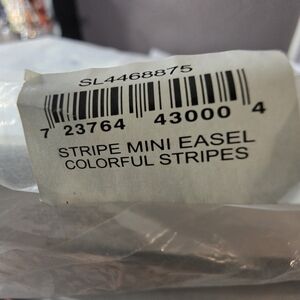 SL4468875
7 23764 43000 4
STRIPE MINI EASEL
COLORFUL STRIPES